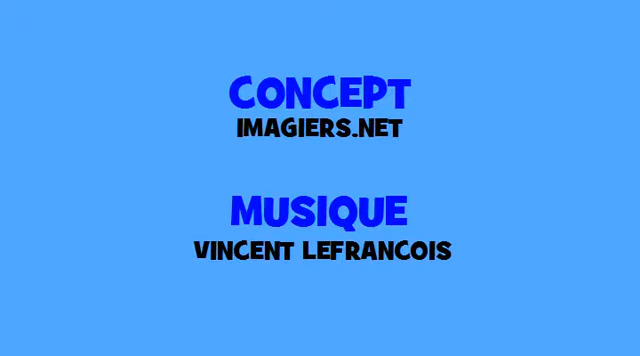 CONCEPT
IMAGIERS.NET
MUSIQUE
VINCENT LEFRANCOIS